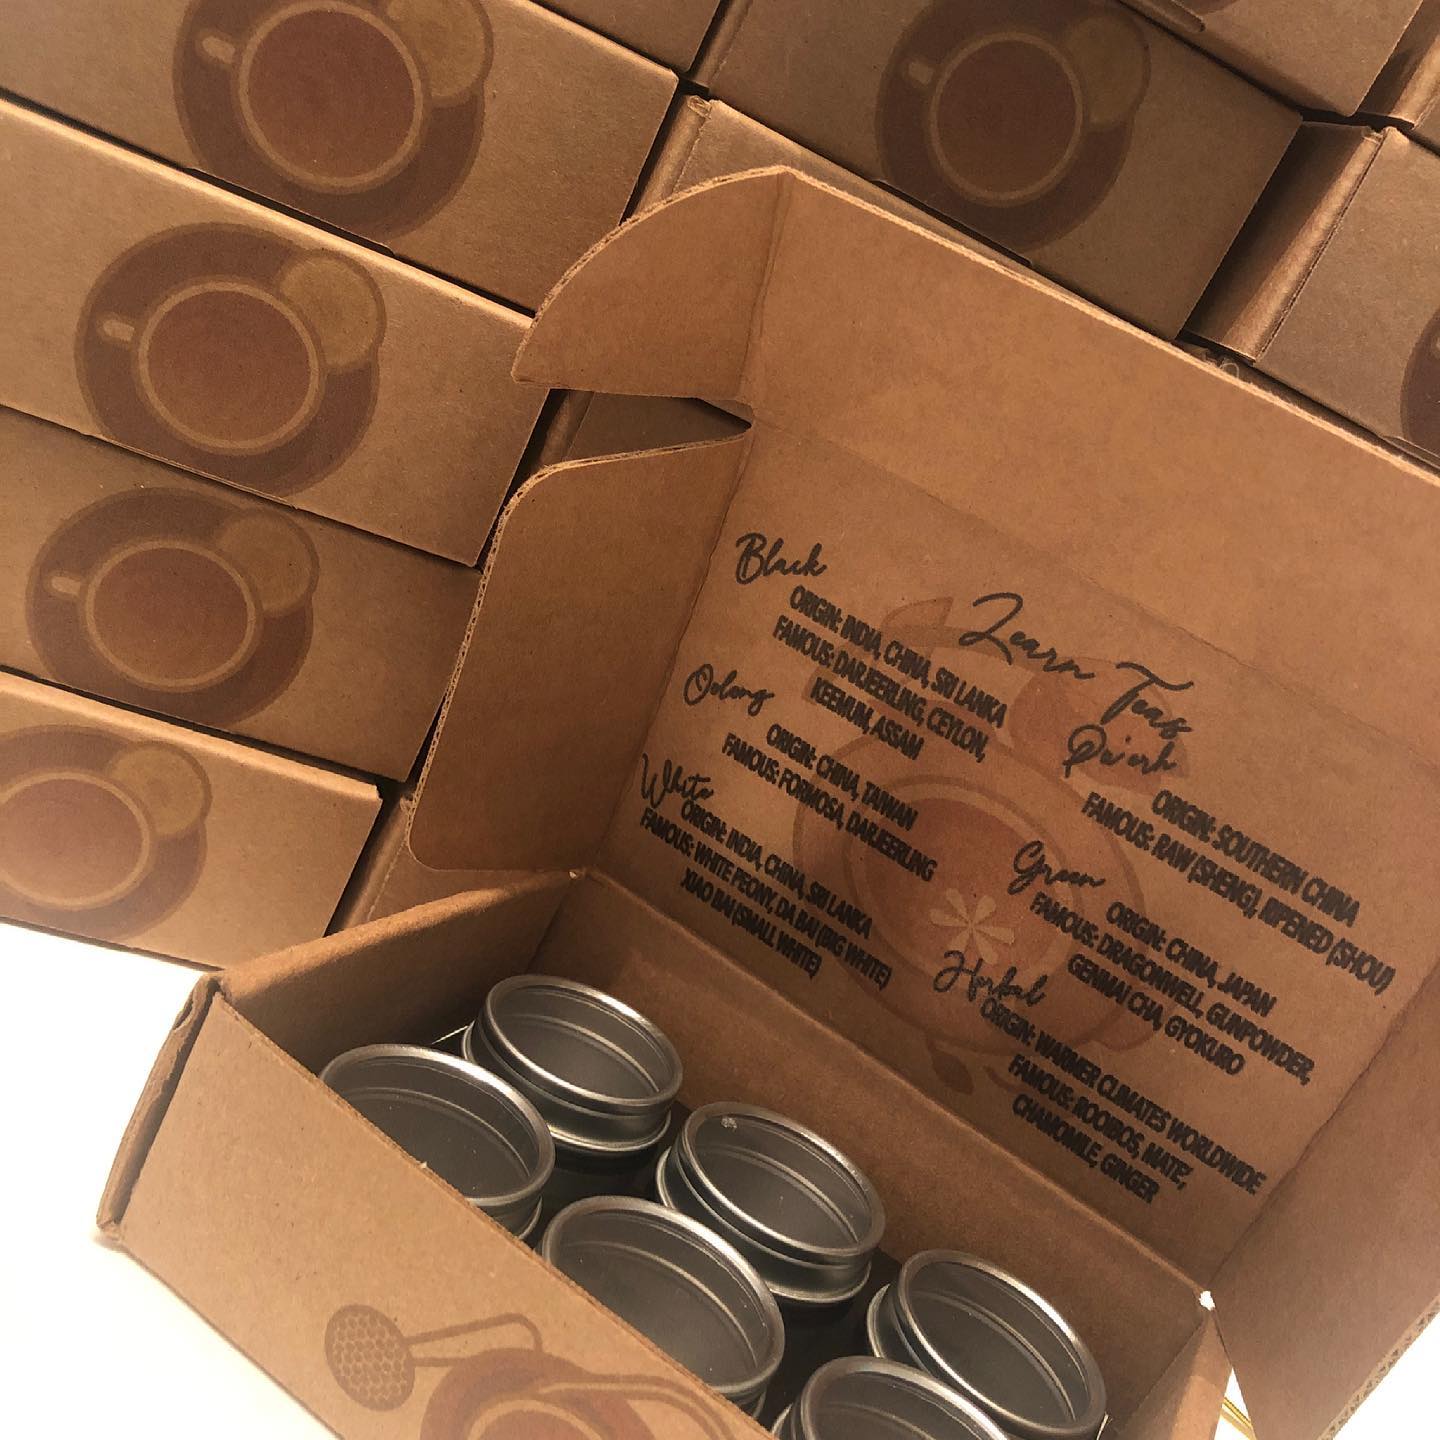 Learn Teas
Black
ORIGIN: INDIA, CHINA, SRI LANKA
FAMOUS: DARJEERLING, CEYLON,
KEEMUM, ASSAM
Oolong
ORIGIN: CHINA, TAIWAN
FAMOUS: FORMOSA, DARJEERLING
White
ORIGIN: INDIA, CHINA, SRI LANKA
FAMOUS: WHITE PEONY, DA BAI (BIG WHITE)
XIAO BAI (SMALL WHITE)
Pu'erh
ORIGIN: SOUTHERN CHINA
FAMOUS: RAW (SHENG), RIPENED (SHOU)
Green
ORIGIN: CHINA, JAPAN
FAMOUS: DRAGONWELL, GUNPOWDER,
GENMAI CHA, GYOKURO
Herbal
ORIGIN: WARMER CLIMATES WORLDWIDE
FAMOUS: ROOIBOS, MATE',
CHAMOMILE, GINGER